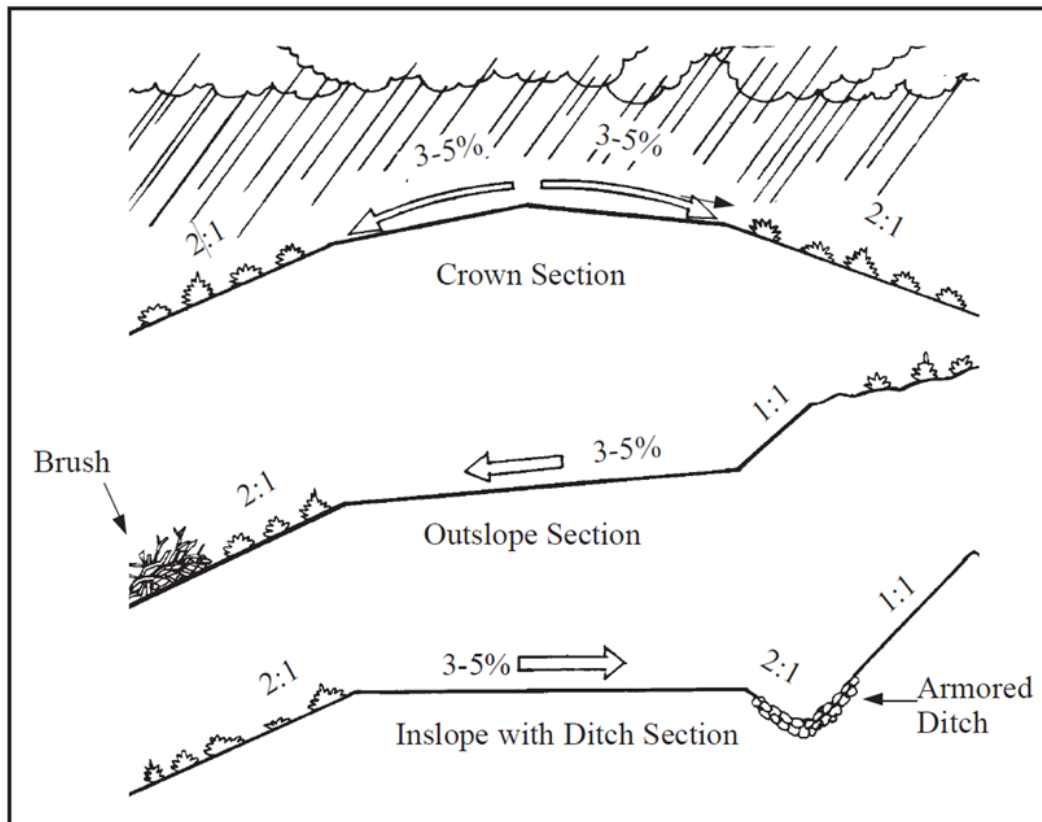 3-5%
3-5%
2:1
2:1
Crown Section
1:1
3-5%
Brush
2:1
Outslope Section
1:1
3-5%
2:1
2:1
Armored
Ditch
Inslope with Ditch Section